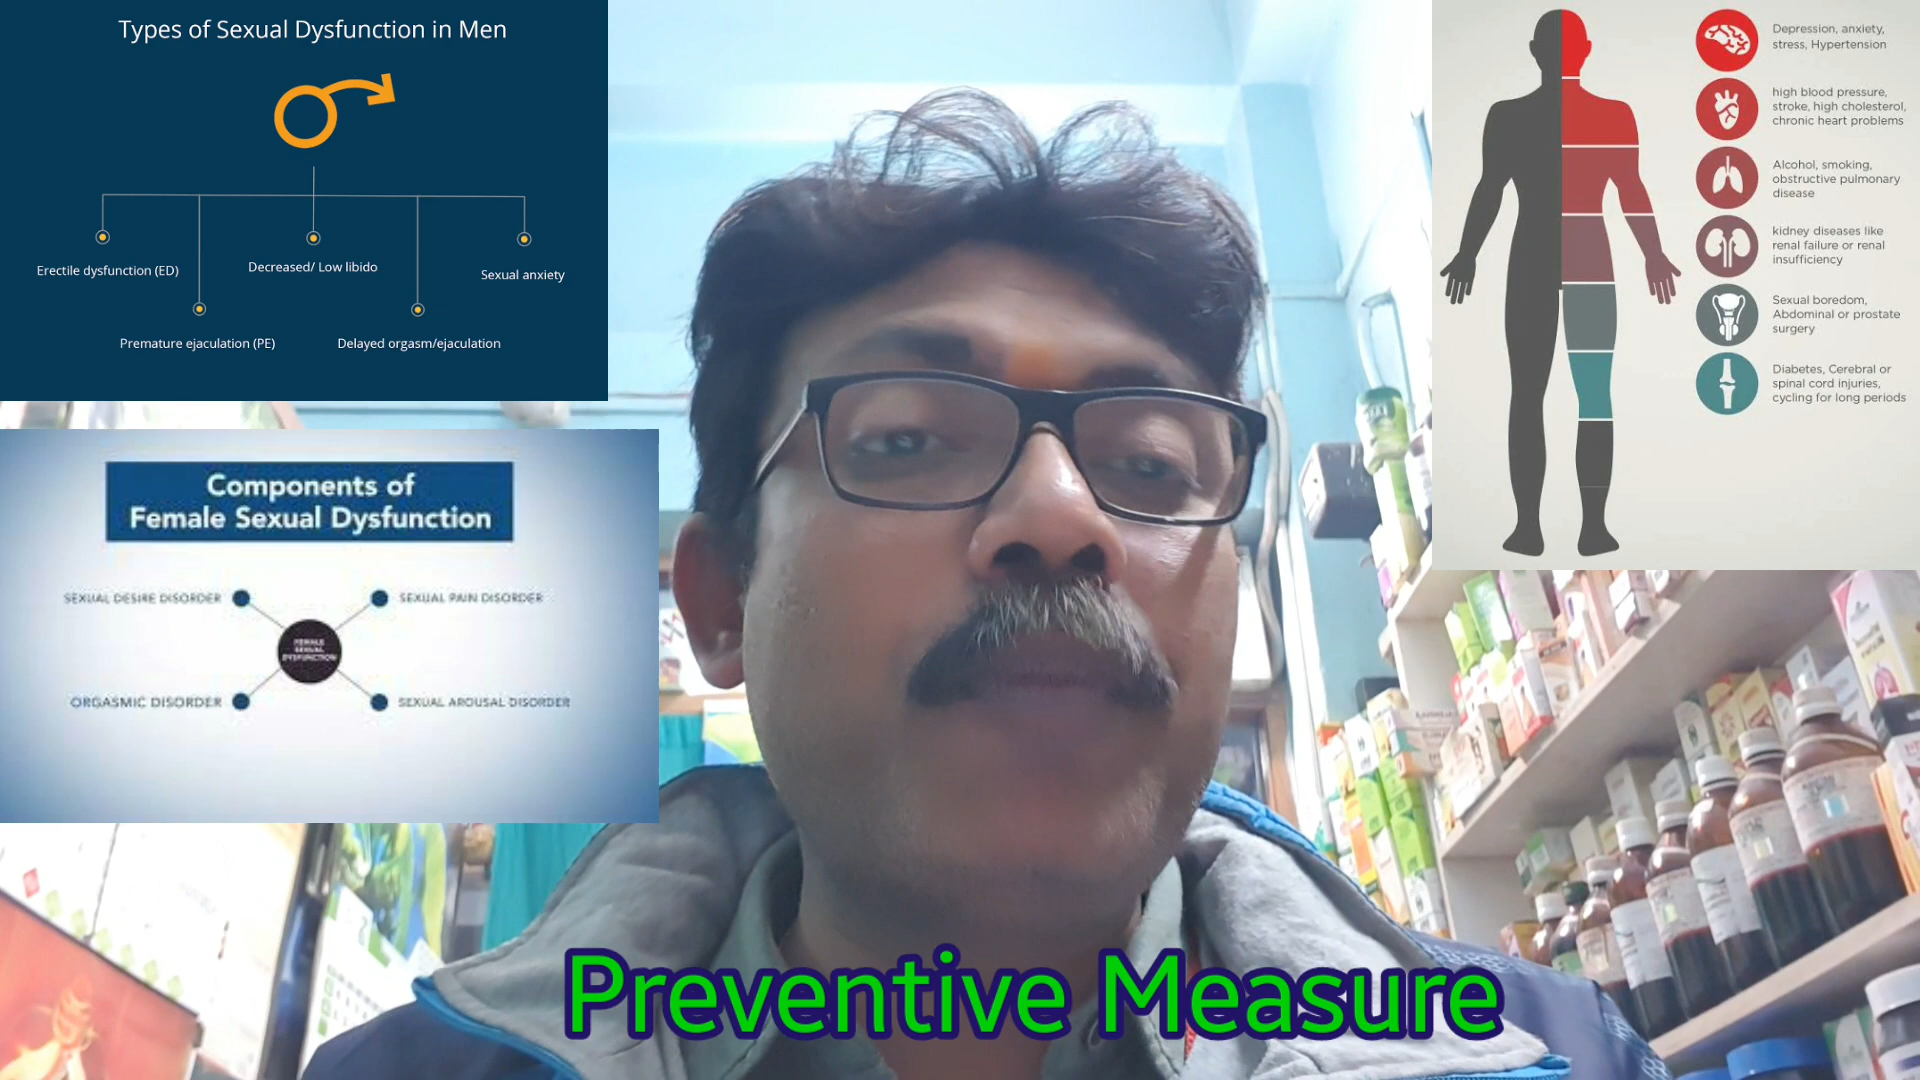 Types of Sexual Dysfunction in Men
Erectile dysfunction (ED)
Decreased/ Low libido
Sexual anxiety
Premature ejaculation (PE)
Delayed orgasm/ejaculation
Components of
Female Sexual Dysfunction
SEXUAL DESIRE DISORDER
SEXUAL PAIN DISORDER
FEMALE
SEXUAL
DYSFUNCTION
ORGASMIC DISORDER
SEXUAL AROUSAL DISORDER
Depression, anxiety,
stress, Hypertension
high blood pressure,
stroke, high cholesterol,
chronic heart problems
Alcohol, smoking,
obstructive pulmonary
disease
kidney diseases like
renal failure or renal
insufficiency
Sexual boredom,
Abdominal or prostate
surgery
Diabetes, Cerebral or
spinal cord injuries,
cycling for long periods
Preventive Measure